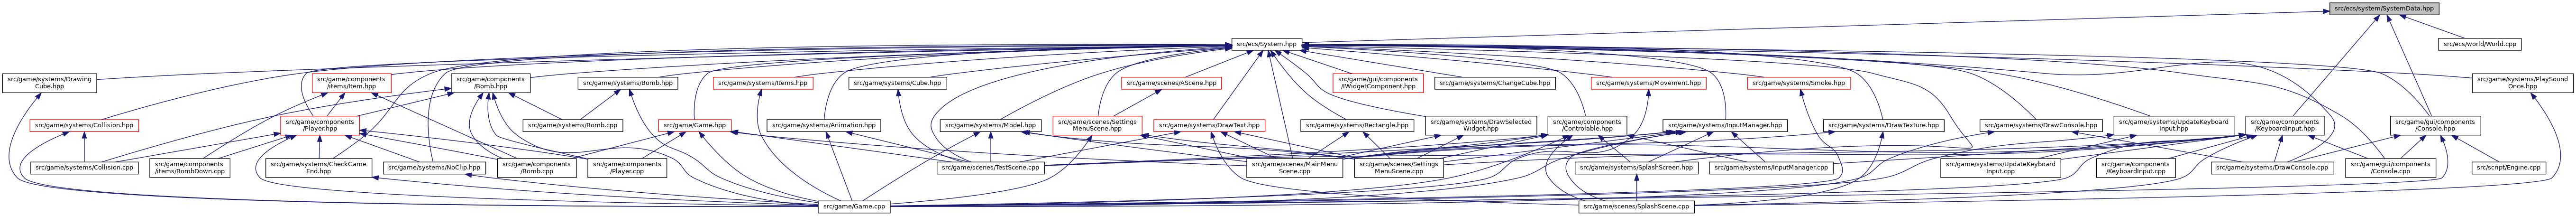 src/ecs/system/SystemData.hpp
src/ecs/System.hpp
src/ecs/world/World.cpp
src/game/systems/Drawing
Cube.hpp
src/game/components
/items/Item.hpp
src/game/components
/Bomb.hpp
src/game/systems/Bomb.hpp
src/game/systems/Items.hpp
src/game/systems/Cube.hpp
src/game/scenes/AScene.hpp
src/game/gui/components
/IWidgetComponent.hpp
src/game/systems/ChangeCube.hpp
src/game/systems/Movement.hpp
src/game/systems/Smoke.hpp
src/game/systems/PlaySound
Once.hpp
src/game/systems/Collision.hpp
src/game/components
/Player.hpp
src/game/systems/Bomb.cpp
src/game/Game.hpp
src/game/systems/Animation.hpp
src/game/systems/Model.hpp
src/game/scenes/Settings
MenuScene.hpp
src/game/systems/DrawText.hpp
src/game/systems/Rectangle.hpp
src/game/systems/DrawSelected
Widget.hpp
src/game/components
/Controlable.hpp
src/game/systems/InputManager.hpp
src/game/systems/DrawTexture.hpp
src/game/systems/DrawConsole.hpp
src/game/systems/UpdateKeyboard
Input.hpp
src/game/components
/KeyboardInput.hpp
src/game/gui/components
/Console.hpp
src/game/systems/Collision.cpp
src/game/components
/items/BombDown.cpp
src/game/systems/CheckGame
End.hpp
src/game/systems/NoClip.hpp
src/game/components
/Bomb.cpp
src/game/components
/Player.cpp
src/game/scenes/TestScene.cpp
src/game/scenes/MainMenu
Scene.cpp
src/game/scenes/Settings
MenuScene.cpp
src/game/systems/SplashScreen.hpp
src/game/systems/InputManager.cpp
src/game/systems/UpdateKeyboard
Input.cpp
src/game/components
/KeyboardInput.cpp
src/game/systems/DrawConsole.cpp
src/game/gui/components
/Console.cpp
src/script/Engine.cpp
src/game/Game.cpp
src/game/scenes/SplashScene.cpp